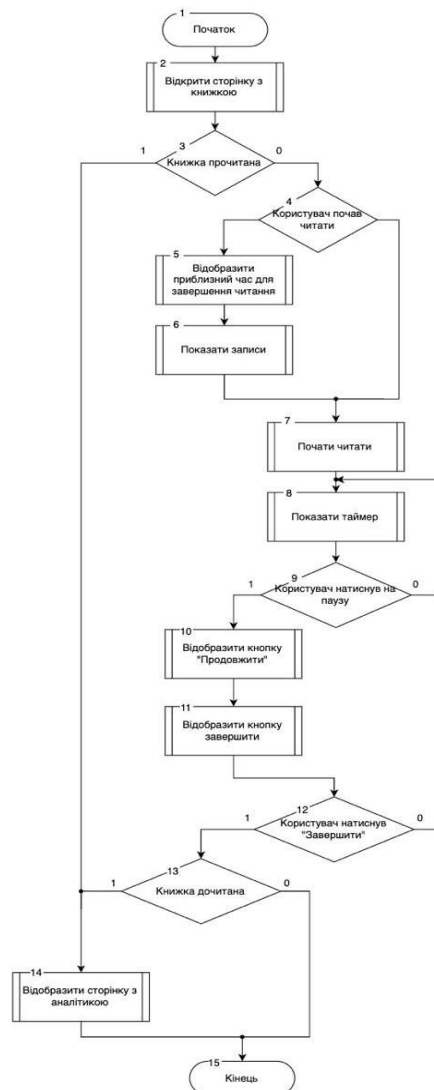 1
Початок
2
Відкрити сторінку з
книжкою
3
1
0
Книжка прочитана
4
Користувач почав
читати
5
Відобразити
приблизний час для
завершення читання
6
Показати записи
7
Почати читати
8
Показати таймер
9
1
0
Користувач натиснув на
паузу
10
Відобразити кнопку
"Продовжити"
11
Відобразити кнопку
завершити
12
1
0
Користувач натиснув
"Завершити"
13
1
0
Книжка дочитана
14
Відобразити сторінку з
аналітикою
15
Кінець